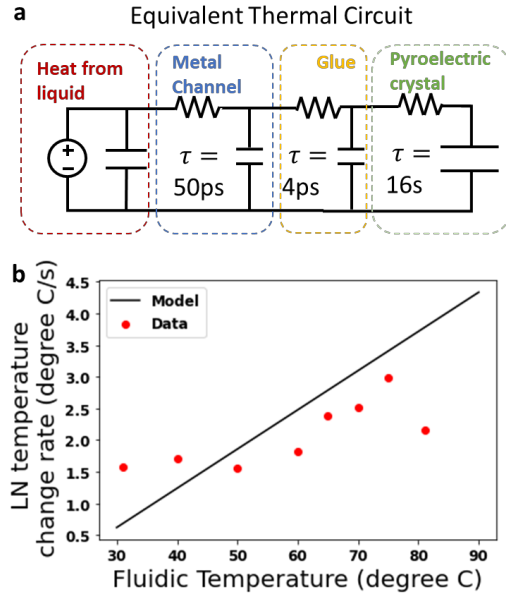 a
Equivalent Thermal Circuit
Heat from
liquid
Metal
Channel
Glue
Pyroelectric
crystal
+
−
τ =
50ps
τ =
4ps
τ =
16s
b
LN temperature
change rate (degree C/s)
4.5
4.0
3.5
3.0
2.5
2.0
1.5
1.0
0.5
Model
Data
30 40 50 60 70 80 90
Fluidic Temperature (degree C)